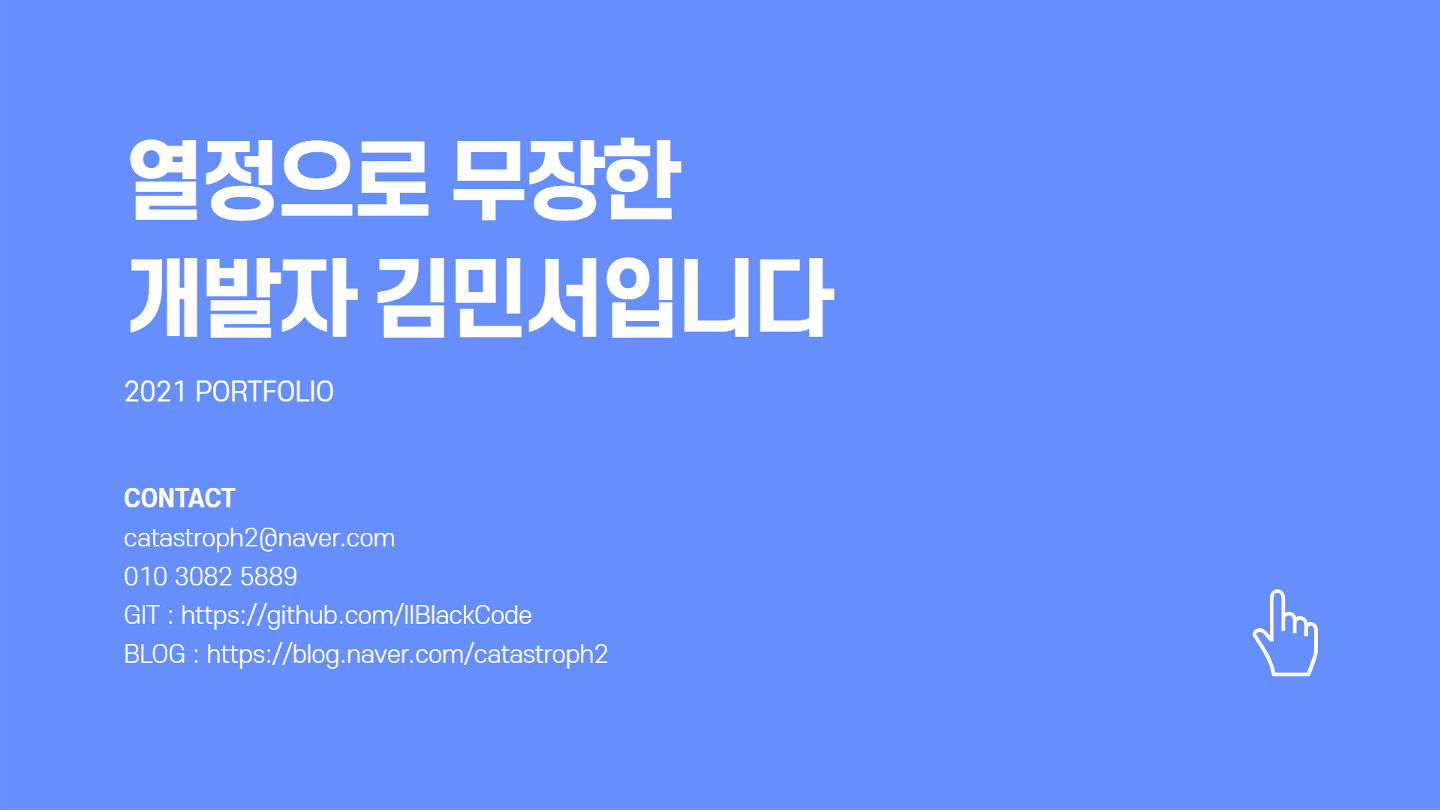 열정으로 무장한
개발자 김민서입니다
2021 PORTFOLIO
CONTACT
catastroph2@naver.com
010 3082 5889
GIT : https://github.com/llBlackCode
BLOG : https://blog.naver.com/catastroph2